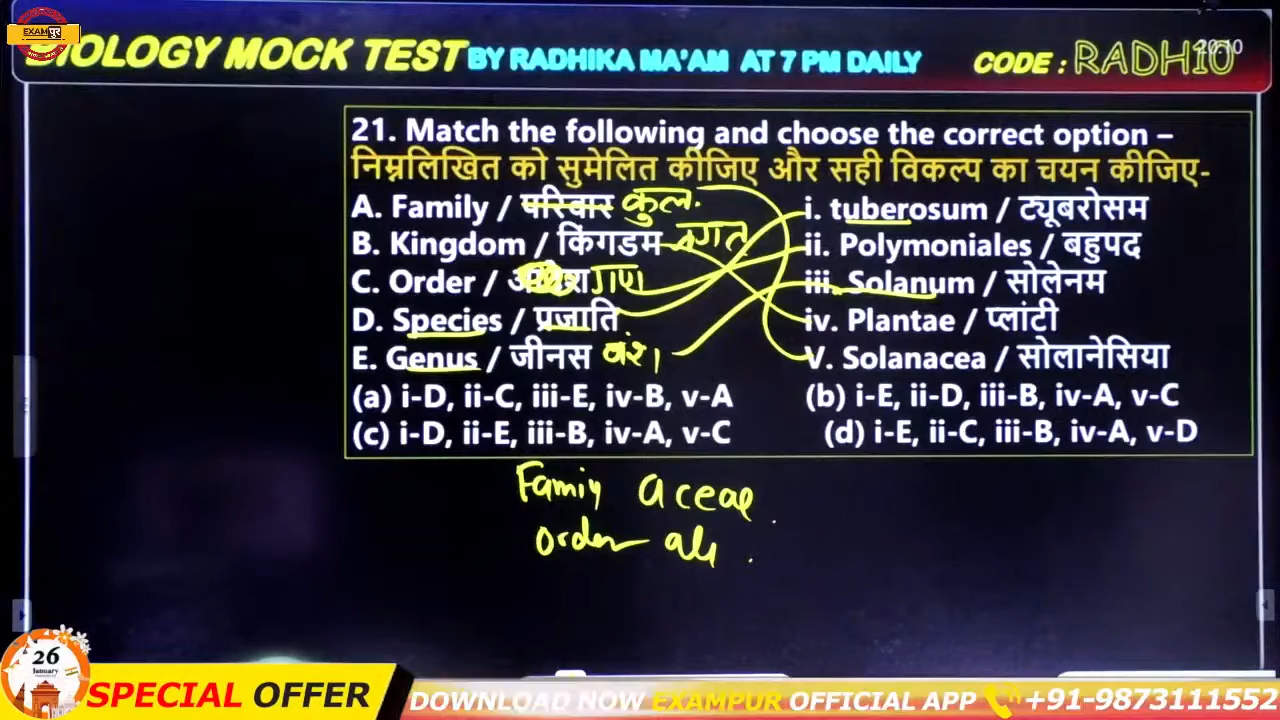 EXAMपुर
BIOLOGY MOCK TEST BY RADHIKA MA'AM AT 7 PM DAILY CODE : RADH10
20:10
21. Match the following and choose the correct option –
निम्नलिखित को सुमेलित कीजिए और सही विकल्प का चयन कीजिए-
A. Family / परिवार कुल. i. tuberosum / ट्यूबरोसम
B. Kingdom / किंगडम जगत ii. Polymoniales / बहुपद
C. Order / गण iii. Solanum / सोलेनम
D. Species / प्रजाति iv. Plantae / प्लांटी
E. Genus / जीनस वंश। V. Solanacea / सोलानेसिया
(a) i-D, ii-C, iii-E, iv-B, v-A (b) i-E, ii-D, iii-B, iv-A, v-C
(c) i-D, ii-E, iii-B, iv-A, v-C (d) i-E, ii-C, iii-B, iv-A, v-D
Family aceae
order
26
January
SPECIAL OFFER
DOWNLOAD NOW EXAMPUR OFFICIAL APP +91-9873111552